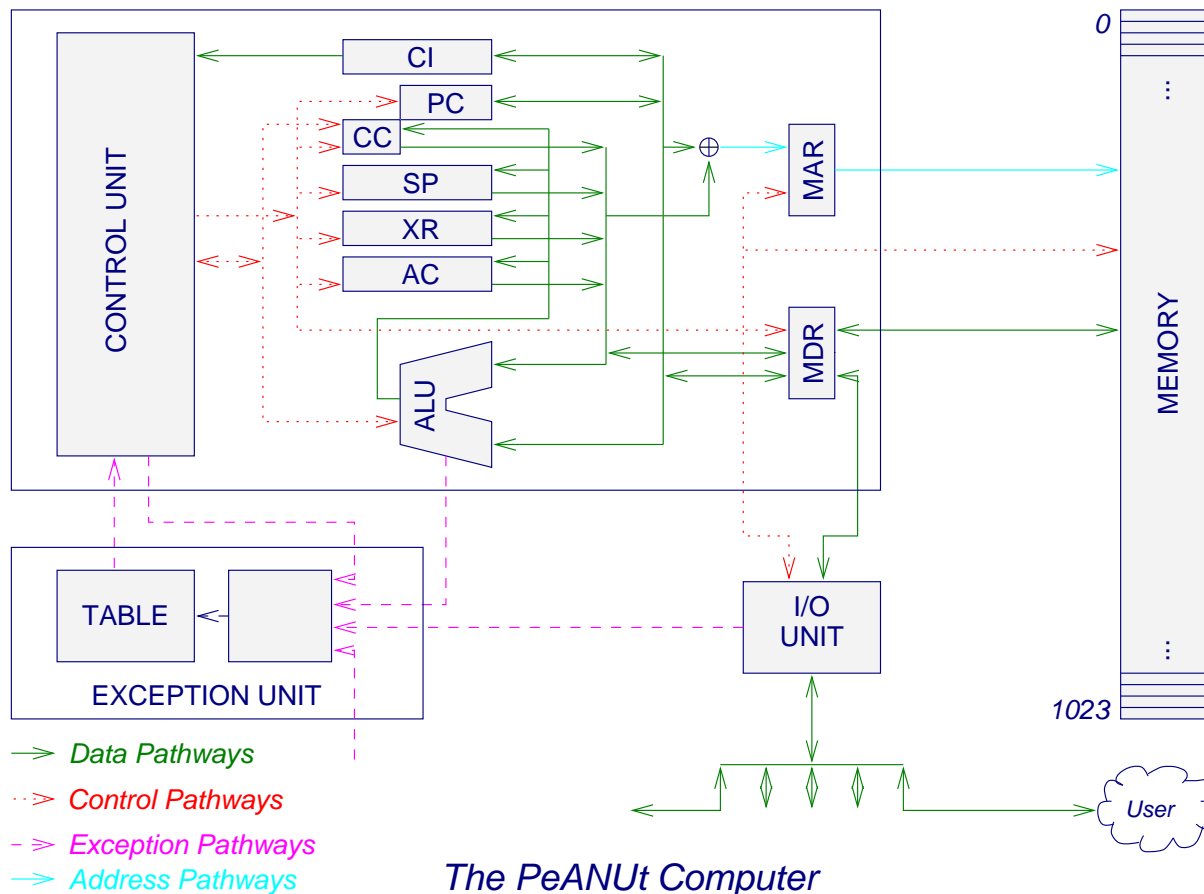 0
CI
PC
CC
SP
XR
AC
CONTROL UNIT
ALU
MAR
MDR
MEMORY
...
...
1023
TABLE
EXCEPTION UNIT
I/O
UNIT
Data Pathways
Control Pathways
Exception Pathways
Address Pathways
User
The PeANUt Computer